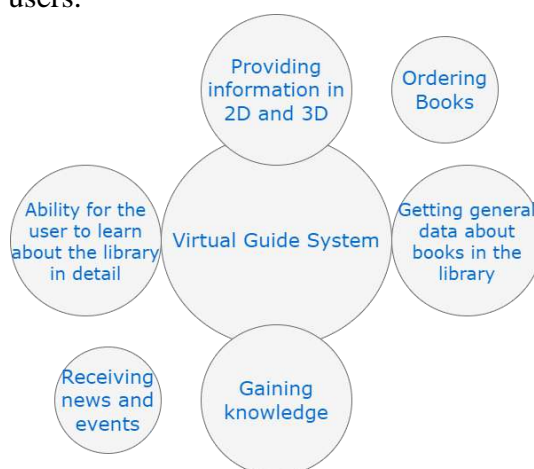 users.
Providing
information in
2D and 3D
Ordering
Books
Ability for the
user to learn
about the library
in detail
Virtual Guide System
Getting general
data about
books in the
library
Receiving
news and
events
Gaining
knowledge